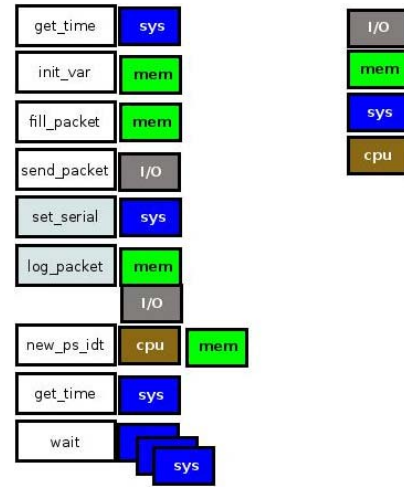 get_time sys
init_var mem
fill_packet mem
send_packet I/O
set_serial sys
log_packet mem
I/O
new_ps_idt cpu mem
get_time sys
wait
sys
I/O
mem
sys
cpu